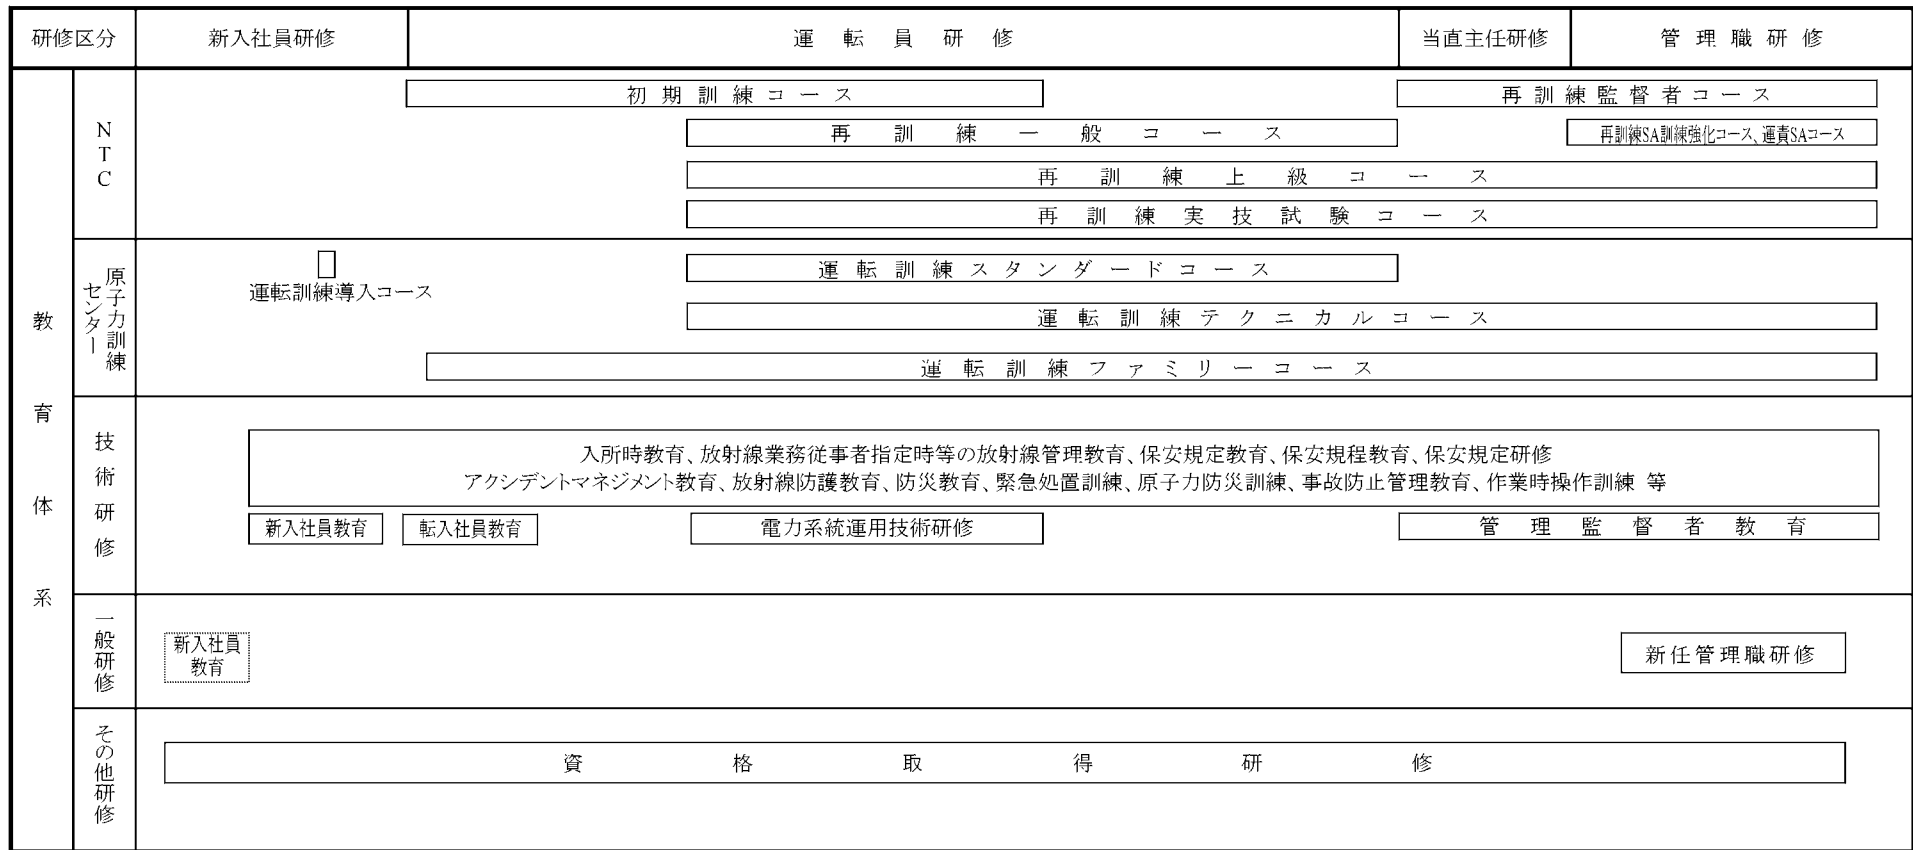 研修区分 新入社員研修 運転員研修 当直主任研修 管理職研修
教育体系
NTC
初期訓練コース 再訓練監督者コース
再訓練一般コース 再訓練SA訓練強化コース、運責SAコース
再訓練上級コース
再訓練実技試験コース
原子力訓練
センター
運転訓練導入コース
運転訓練スタンダードコース
運転訓練テクニカルコース
運転訓練ファミリーコース
技術研修
入所時教育、放射線業務従事者指定時等の放射線管理教育、保安規定教育、保安規程教育、保安規定研修
アクシデントマネジメント教育、放射線防護教育、防災教育、緊急処置訓練、原子力防災訓練、事故防止管理教育、作業時操作訓練 等
新入社員教育 転入社員教育 電力系統運用技術研修 管理監督者教育
一般研修
新入社員
教育
新任管理職研修
その他研修
資格取得研修